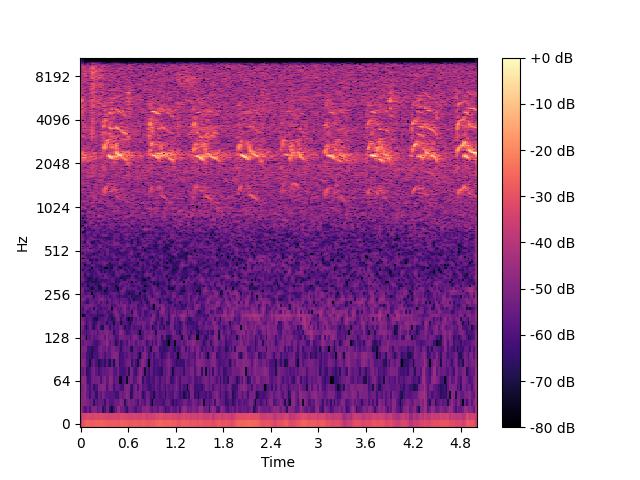 8192
4096
2048
1024
512
256
128
64
0
Hz
0 0.6 1.2 1.8 2.4 3 3.6 4.2 4.8
Time
+0 dB
-10 dB
-20 dB
-30 dB
-40 dB
-50 dB
-60 dB
-70 dB
-80 dB